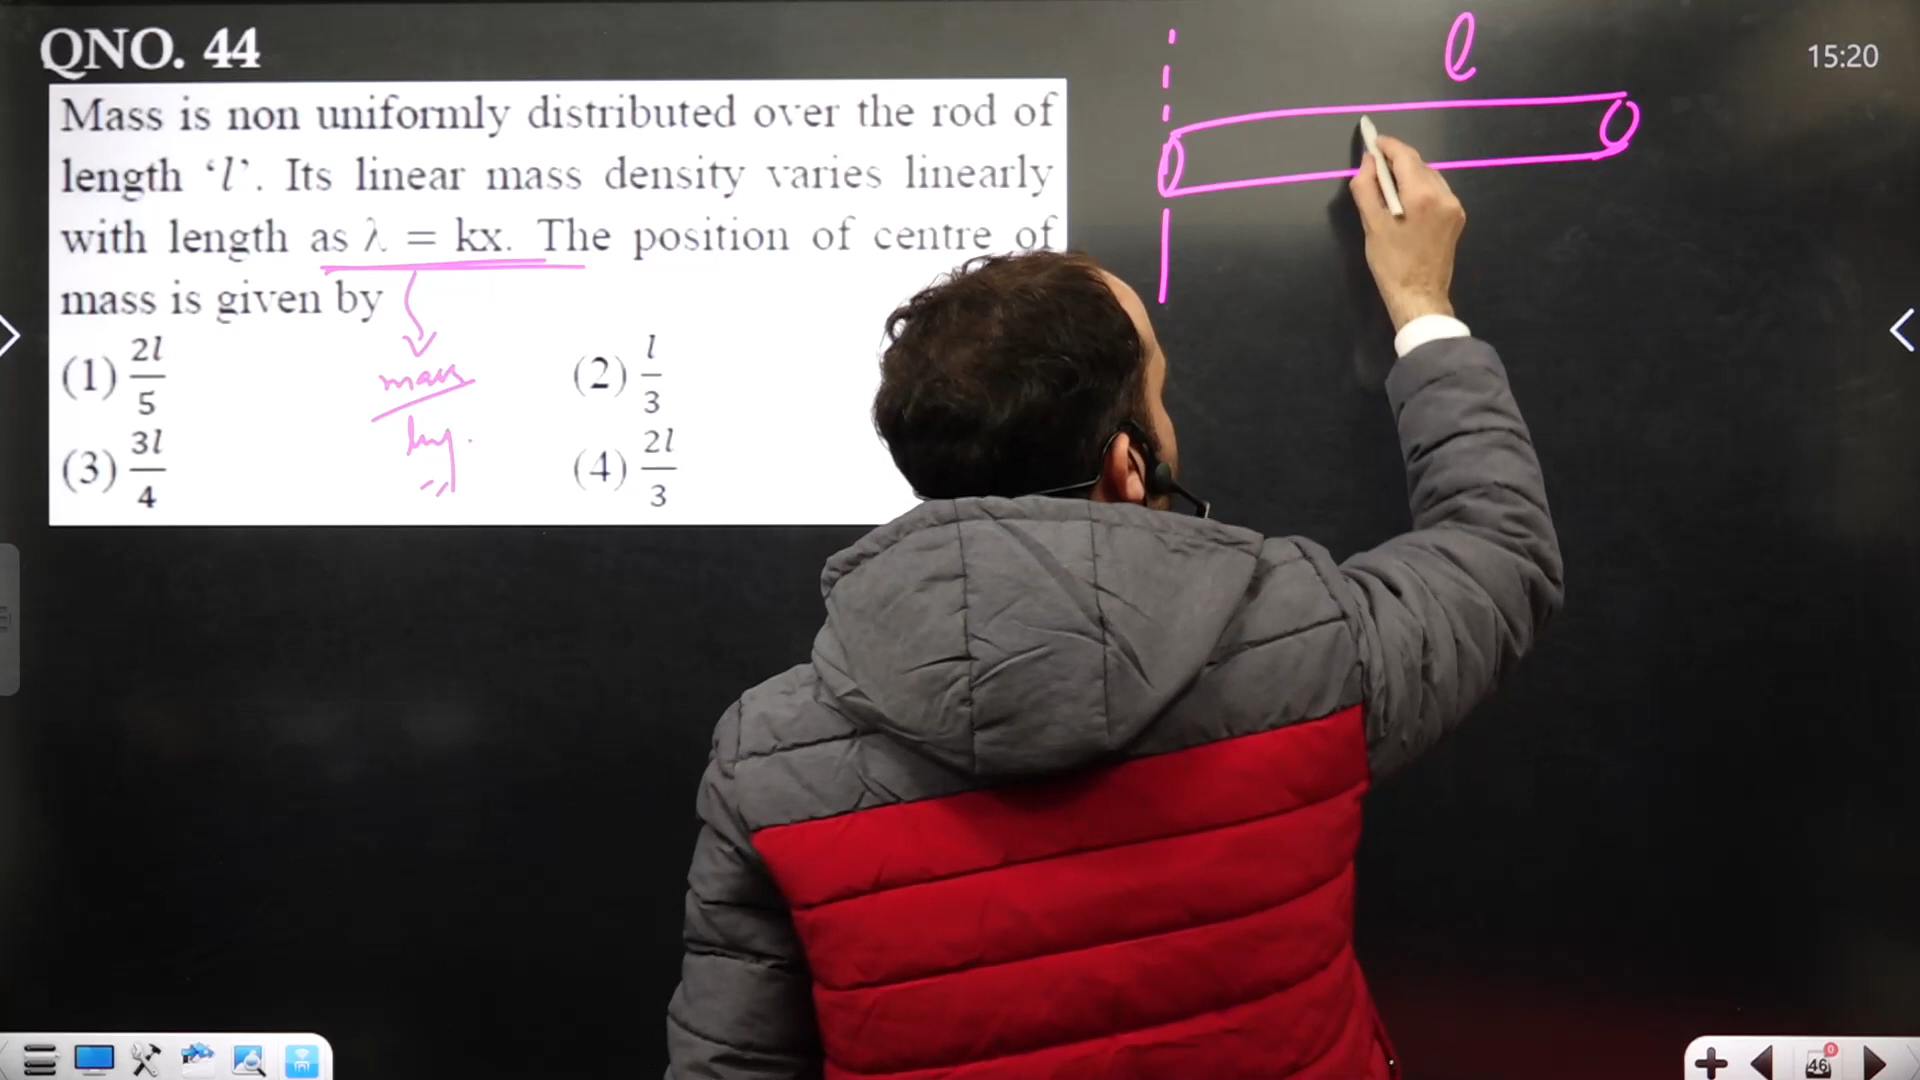 QNO. 44
15:20
Mass is non uniformly distributed over the rod of
length ‘l’. Its linear mass density varies linearly
with length as λ = kx. The position of centre of
mass is given by
(1) 2l/5
(2) l/3
(3) 3l/4
(4) 2l/3
mass
l
46
0